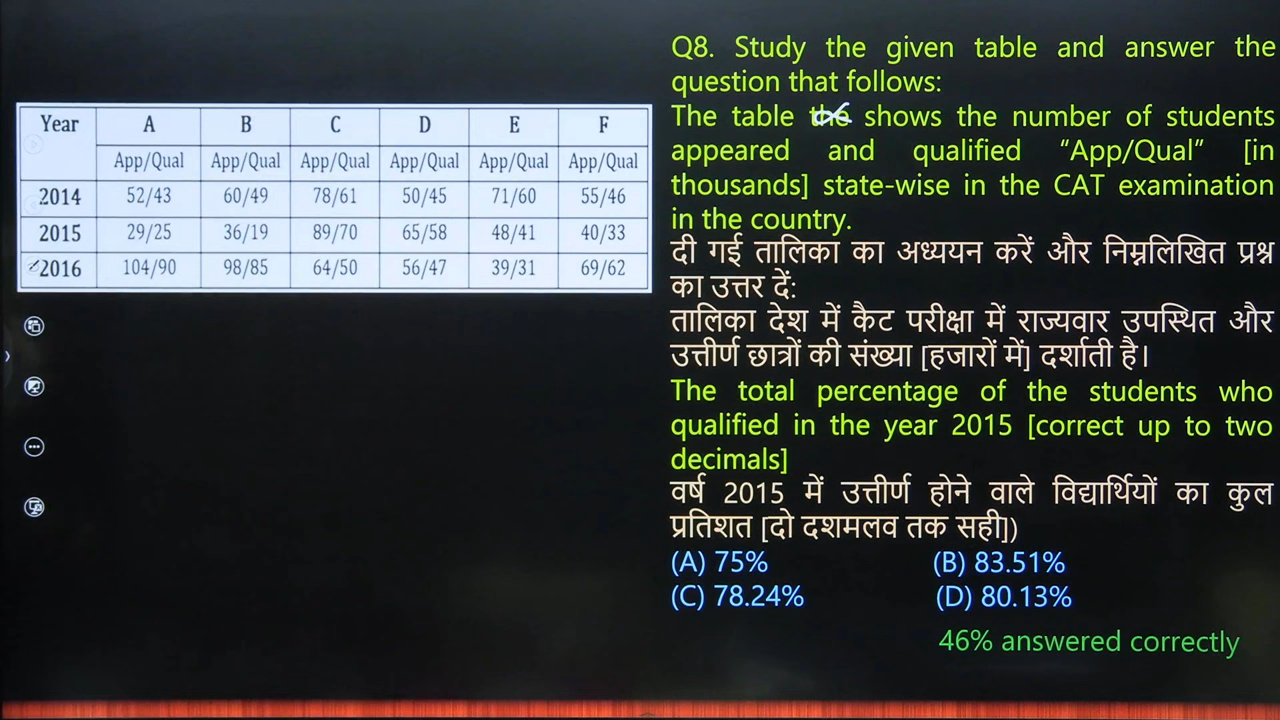 Year A B C D E F
App/Qual App/Qual App/Qual App/Qual App/Qual App/Qual
2014 52/43 60/49 78/61 50/45 71/60 55/46
2015 29/25 36/19 89/70 65/58 48/41 40/33
2016 104/90 98/85 64/50 56/47 39/31 69/62
Q8. Study the given table and answer the
question that follows:
The table the shows the number of students
appeared and qualified “App/Qual” [in
thousands] state-wise in the CAT examination
in the country.
दी गई तालिका का अध्ययन करें और निम्नलिखित प्रश्न
का उत्तर दें:
तालिका देश में कैट परीक्षा में राज्यवार उपस्थित और
उत्तीर्ण छात्रों की संख्या [हजारों में] दर्शाती है।
The total percentage of the students who
qualified in the year 2015 [correct up to two
decimals]
वर्ष 2015 में उत्तीर्ण होने वाले विद्यार्थियों का कुल
प्रतिशत [दो दशमलव तक सही])
(A) 75% (B) 83.51%
(C) 78.24% (D) 80.13%
46% answered correctly